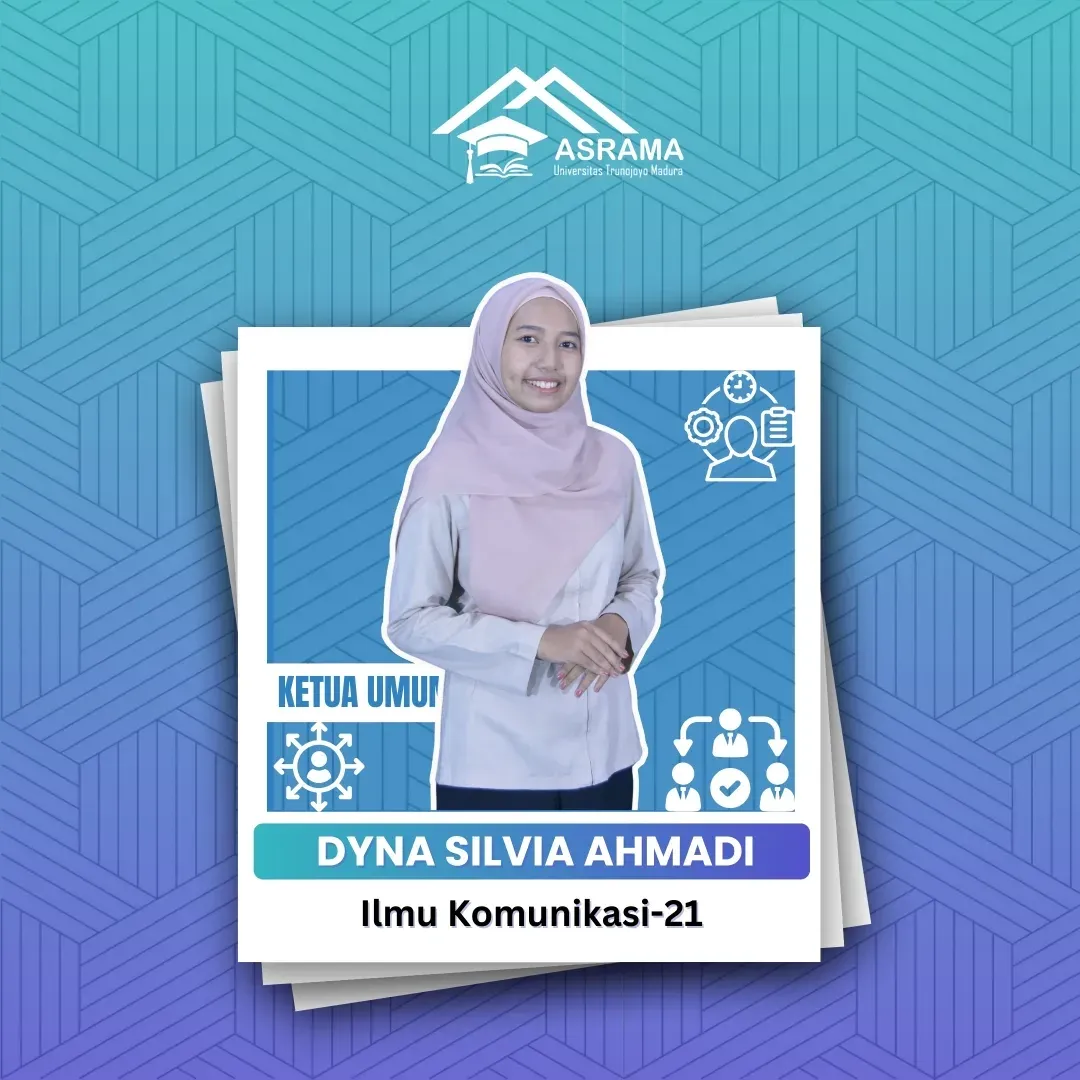 ASRAMA
Universitas Trunojoyo Madura
KETUA UMUM
DYNA SILVIA AHMADI
Ilmu Komunikasi-21